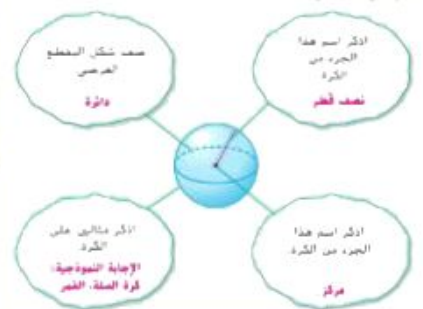 اذكر اسم هذا
الجزء من
الكرة
نصف قطر
صف شكل المقطع
العرضي
دائرة
اذكر اسم هذا
الجزء من الكرة.
مركز
اذكر مثالين على
الكرة.
الإجابة النموذجية:
كرة السلة، القمر